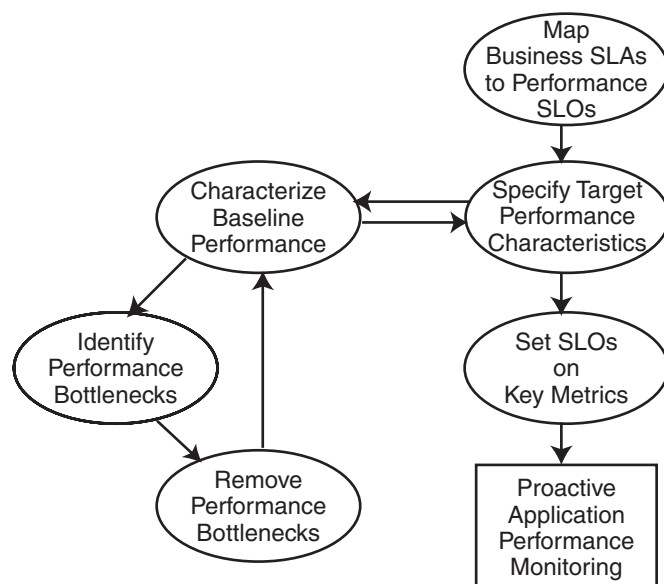 Map
Business SLAs
to Performance
SLOs
Characterize
Baseline
Performance
Specify Target
Performance
Characteristics
Identify
Performance
Bottlenecks
Set SLOs
on
Key Metrics
Remove
Performance
Bottlenecks
Proactive
Application
Performance
Monitoring